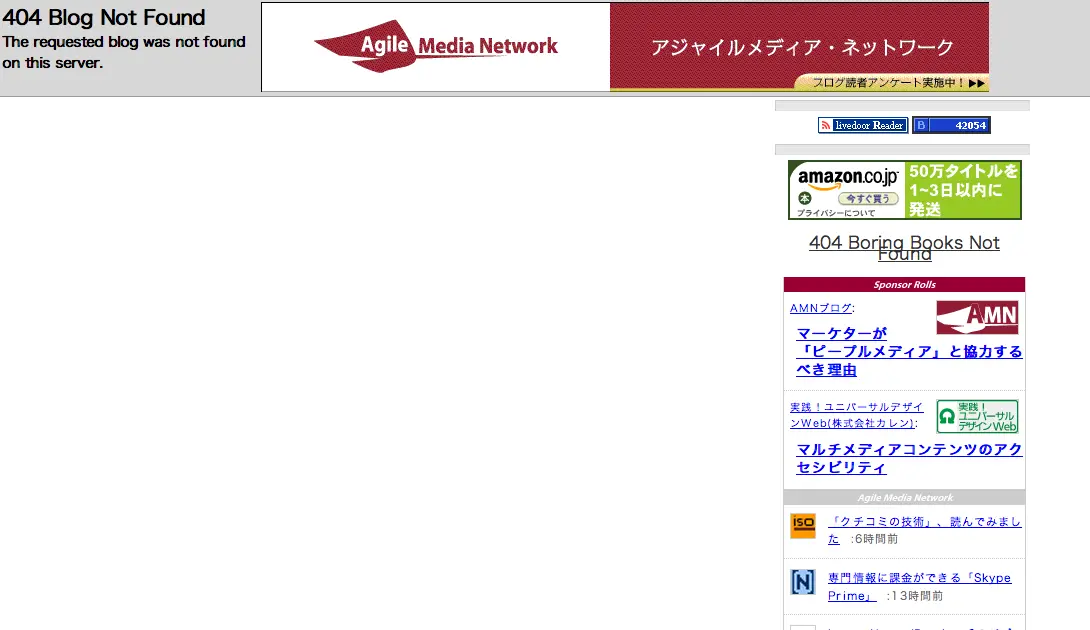 404 Blog Not Found
The requested blog was not found
on this server.
Agile Media Network
アジャイルメディア・ネットワーク
ブログ読者アンケート実施中！▶▶
livedoor Reader
B 42054
amazon.co.jp
本
今すぐ買う
プライバシーについて
50万タイトルを
1~3日以内に
発送
404 Boring Books Not
Found
Sponsor Rolls
AMNブログ:
AMN
マーケターが
「ピープルメディア」と協力する
べき理由
実践！ユニバーサルデザイ
ンWeb(株式会社カレン):
実践！
ユニバーサル
デザインWeb
マルチメディアコンテンツのアク
セシビリティ
Agile Media Network
ISO
「クチコミの技術」、読んでみまし
た :6時間前
[N]
専門情報に課金ができる「Skype
Prime」 :13時間前